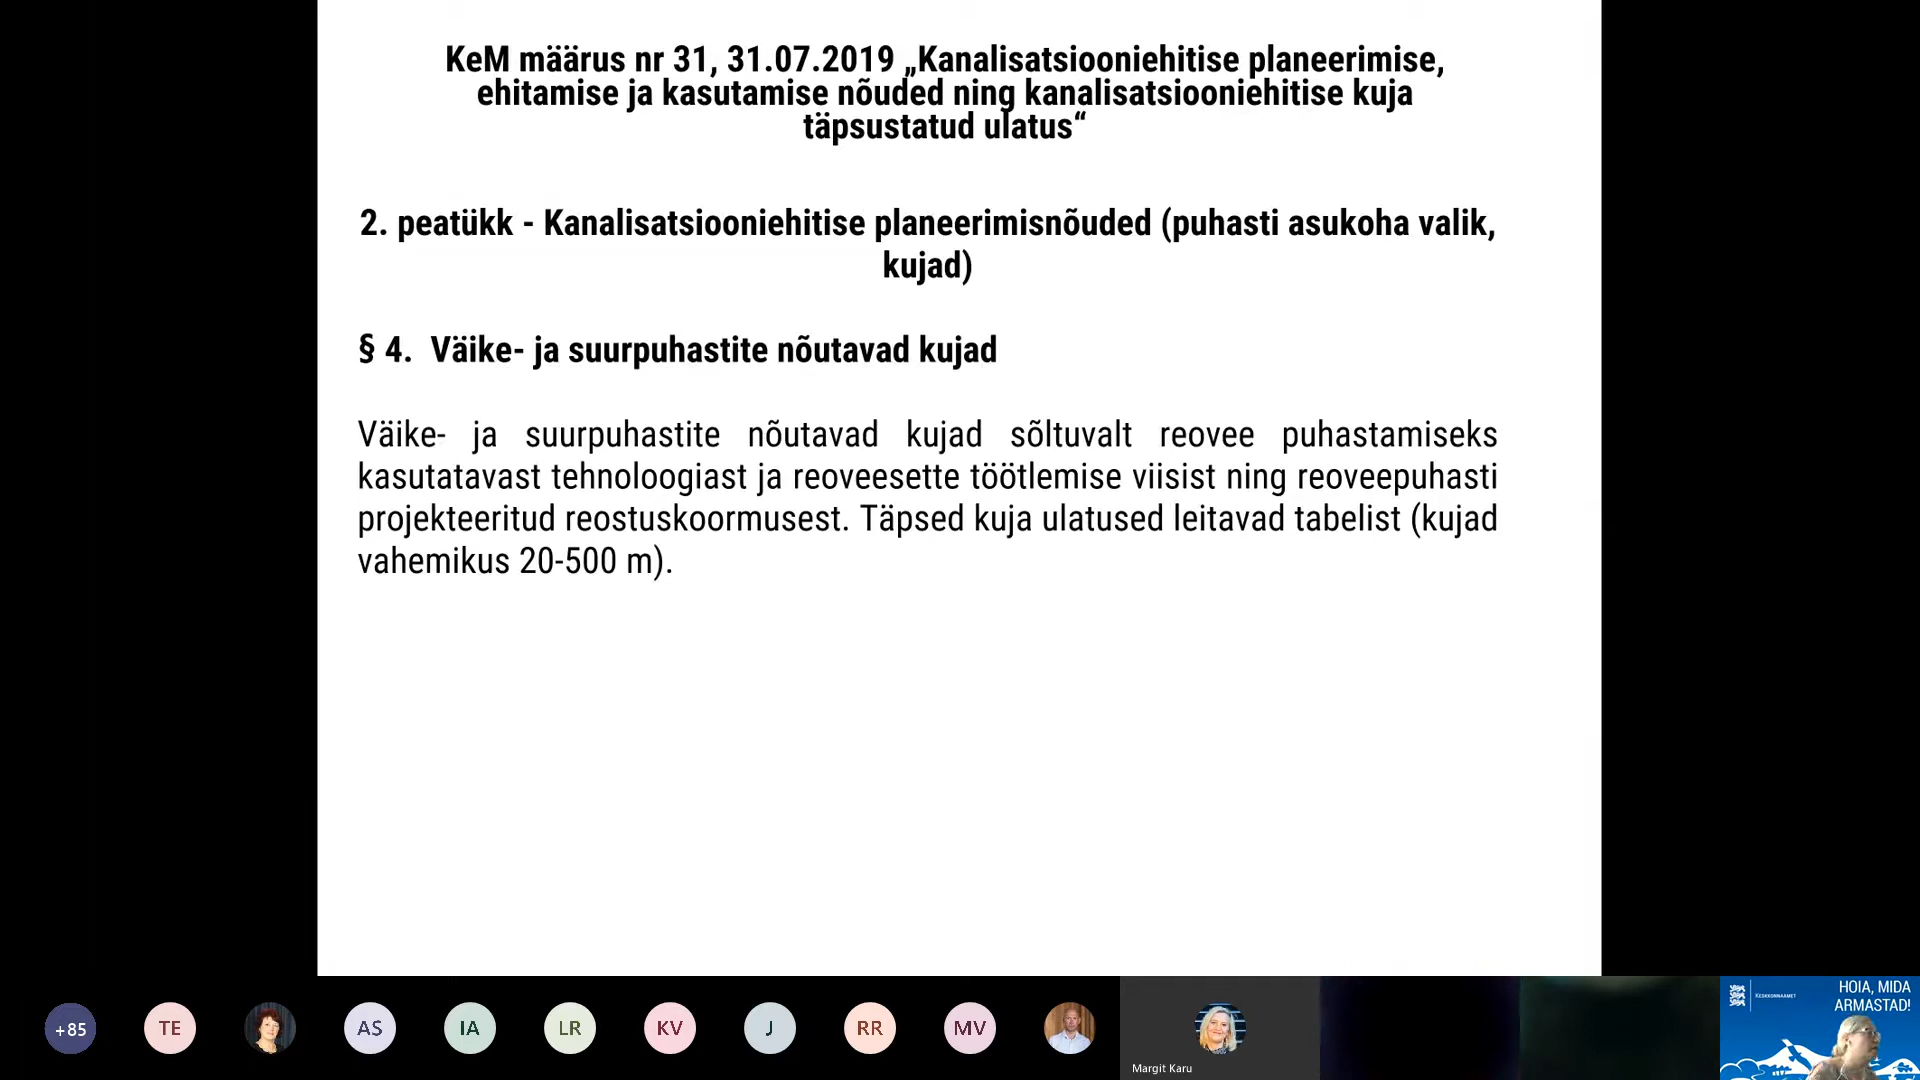 KeM määrus nr 31, 31.07.2019 „Kanalisatsiooniehitise planeerimise,
ehitamise ja kasutamise nõuded ning kanalisatsiooniehitise kuja
täpsustatud ulatus“
2. peatükk - Kanalisatsiooniehitise planeerimisnõuded (puhasti asukoha valik,
kujad)
§ 4. Väike- ja suurpuhastite nõutavad kujad
Väike- ja suurpuhastite nõutavad kujad sõltuvalt reovee puhastamiseks
kasutatavast tehnoloogiast ja reoveesette töötlemise viisist ning reoveepuhasti
projekteeritud reostuskoormusest. Täpsed kuja ulatused leitavad tabelist (kujad
vahemikus 20-500 m).
+85 TE AS IA LR KV J RR MV
Margit Karu
KESKKONNAAMET
HOIA, MIDA
ARMASTAD!